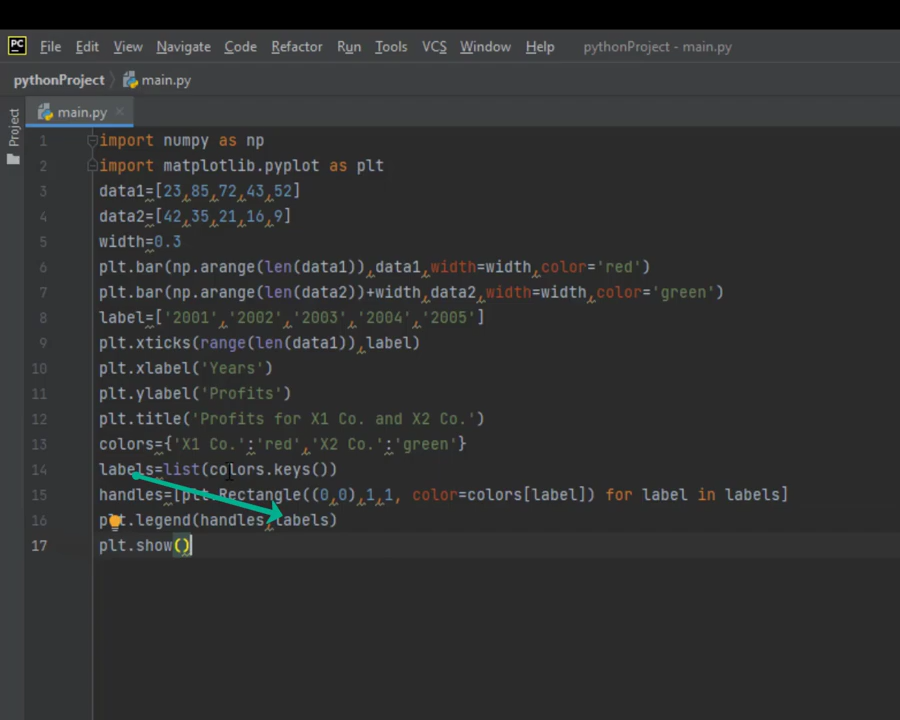 PC File Edit View Navigate Code Refactor Run Tools VCS Window Help pythonProject - main.py
pythonProject main.py
main.py
Project
1 import numpy as np
2 import matplotlib.pyplot as plt
3 data1=[23,85,72,43,52]
4 data2=[42,35,21,16,9]
5 width=0.3
6 plt.bar(np.arange(len(data1)),data1,width=width,color='red')
7 plt.bar(np.arange(len(data2))+width,data2,width=width,color='green')
8 label=['2001','2002','2003','2004','2005']
9 plt.xticks(range(len(data1)),label)
10 plt.xlabel('Years')
11 plt.ylabel('Profits')
12 plt.title('Profits for X1 Co. and X2 Co.')
13 colors={'X1 Co.':'red','X2 Co.':'green'}
14 labels=list(colors.keys())
15 handles=[plt.Rectangle((0,0),1,1, color=colors[label]) for label in labels]
16 plt.legend(handles,labels)
17 plt.show()